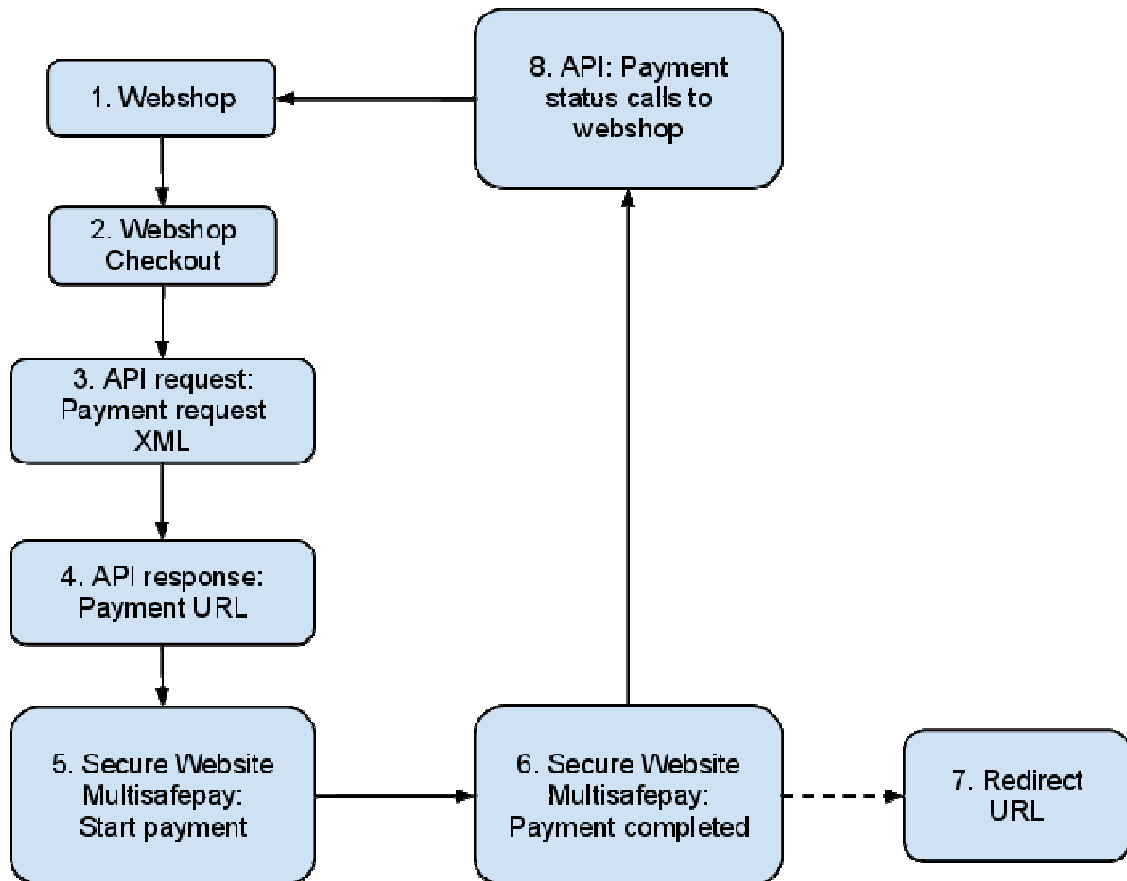 1. Webshop
8. API: Payment
status calls to
webshop
2. Webshop
Checkout
3. API request:
Payment request
XML
4. API response:
Payment URL
5. Secure Website
Multisafepay:
Start payment
6. Secure Website
Multisafepay:
Payment completed
7. Redirect
URL